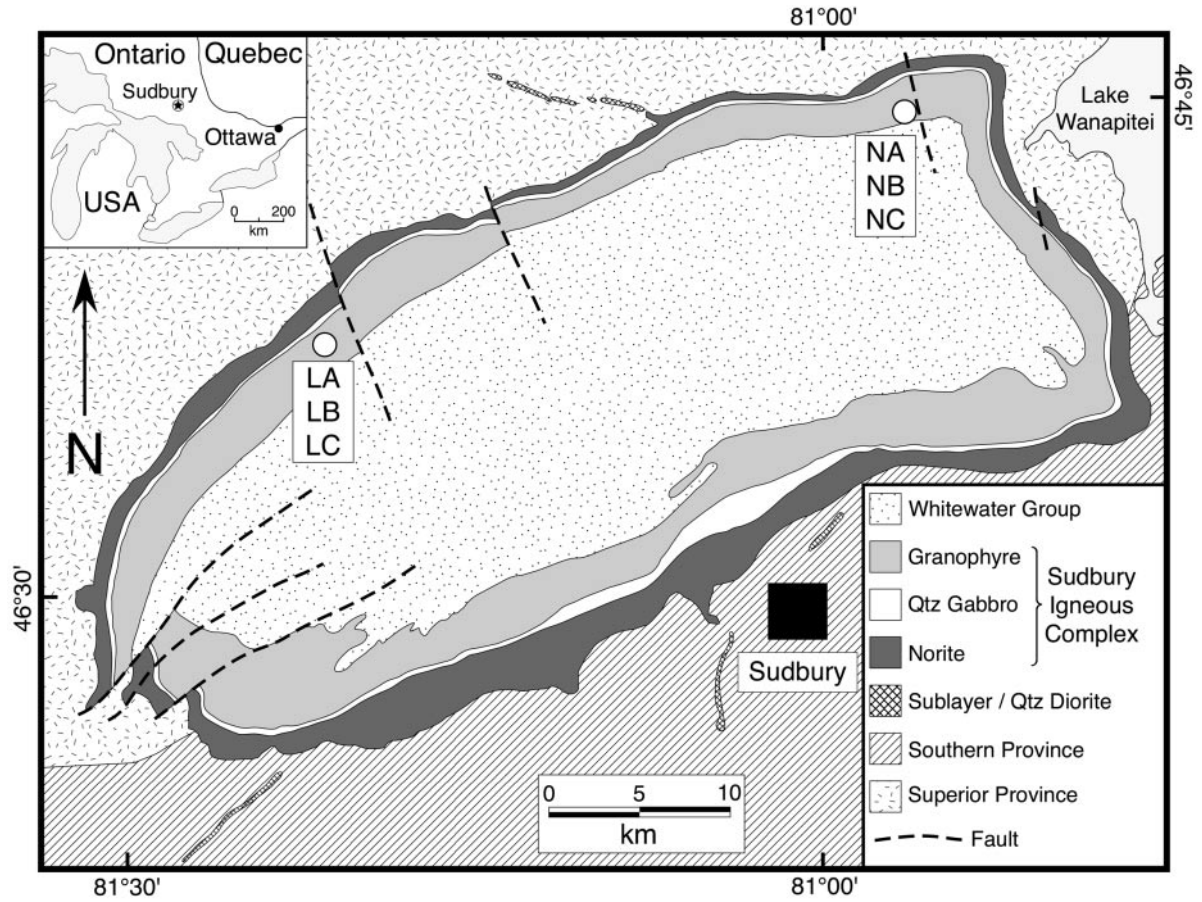 81°00'
Ontario
Quebec
Sudbury
Ottawa
USA
0 200
km
46°45'
Lake
Wanapitei
NA
NB
NC
LA
LB
LC
N
46°30'
Sudbury
Whitewater Group
Granophyre
Qtz Gabbro
Norite
Sudbury
Igneous
Complex
Sublayer / Qtz Diorite
Southern Province
Superior Province
Fault
0 5 10
km
81°30'
81°00'